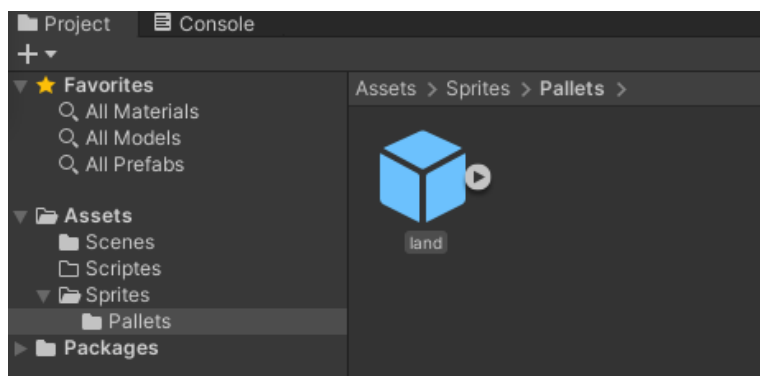 Project Console
Favorites
All Materials
All Models
All Prefabs
Assets
Scenes
Scriptes
Sprites
Pallets
Packages
Assets > Sprites > Pallets >
land